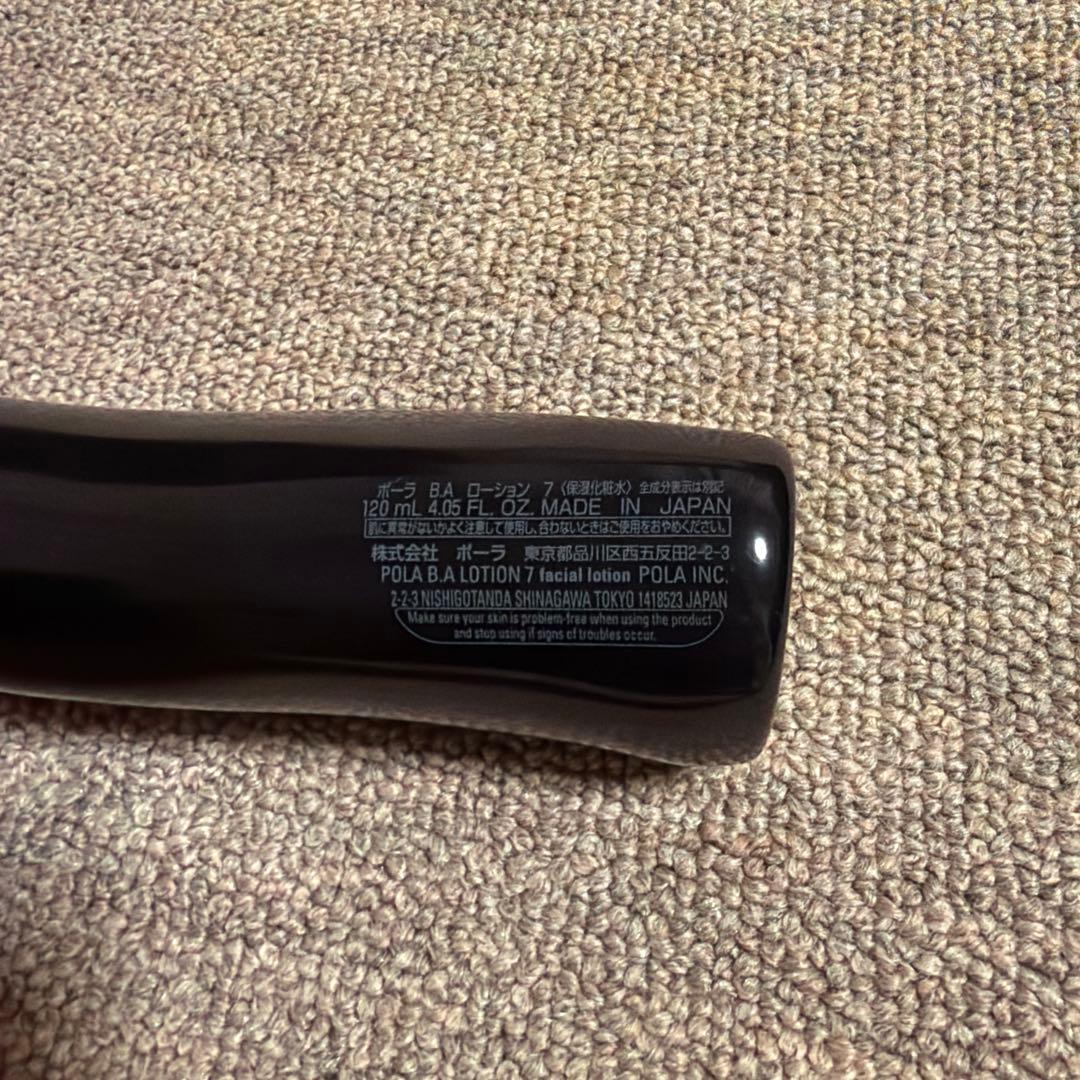 ポーラ B.A ローション 7〈保湿化粧水〉 全成分表示は別記
120 mL 4.05 FL. OZ. MADE IN JAPAN
肌に異常がないかよく注意して使用し、合わないときはご使用をおやめください。
株式会社 ポーラ 東京都品川区西五反田2-2-3
POLA B.A LOTION 7 facial lotion POLA INC.
2-2-3 NISHIGOTANDA SHINAGAWA TOKYO 1418523 JAPAN
Make sure your skin is problem-free when using the product
and stop using if signs of troubles occur.